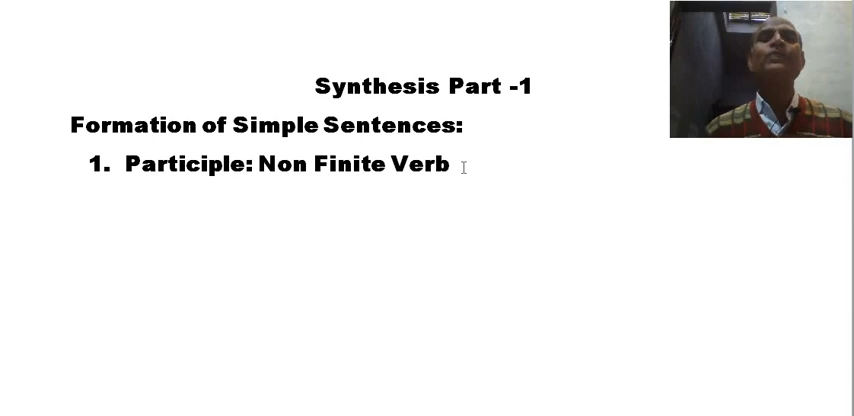 Synthesis Part -1
Formation of Simple Sentences:
1. Participle: Non Finite Verb